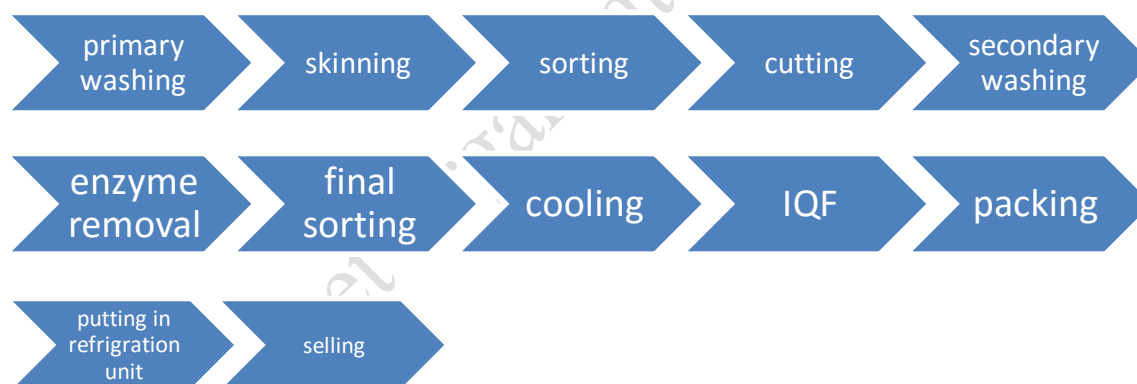 primary
washing
skinning
sorting
cutting
secondary
washing
enzyme
removal
final
sorting
cooling
IQF
packing
putting in
refrigration
unit
selling